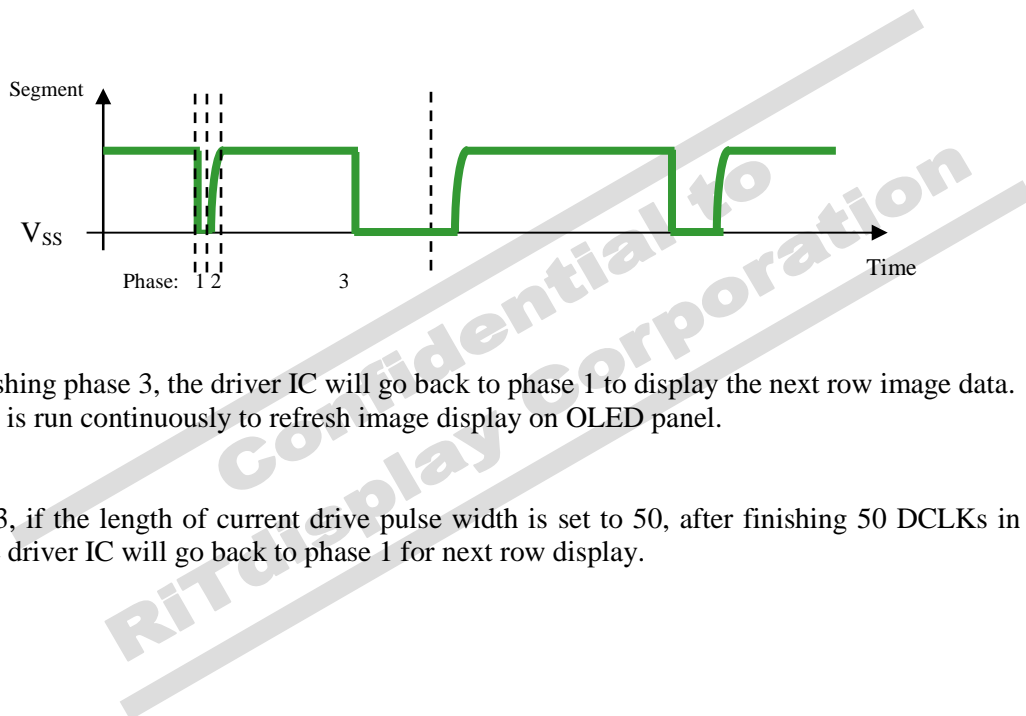 Segment
VSS
Time
Phase: 1 2 3
shing phase 3, the driver IC will go back to phase 1 to display the next row image data.
is run continuously to refresh image display on OLED panel.
3, if the length of current drive pulse width is set to 50, after finishing 50 DCLKs in
driver IC will go back to phase 1 for next row display.
Confidential to
RiTdisplay Corporation